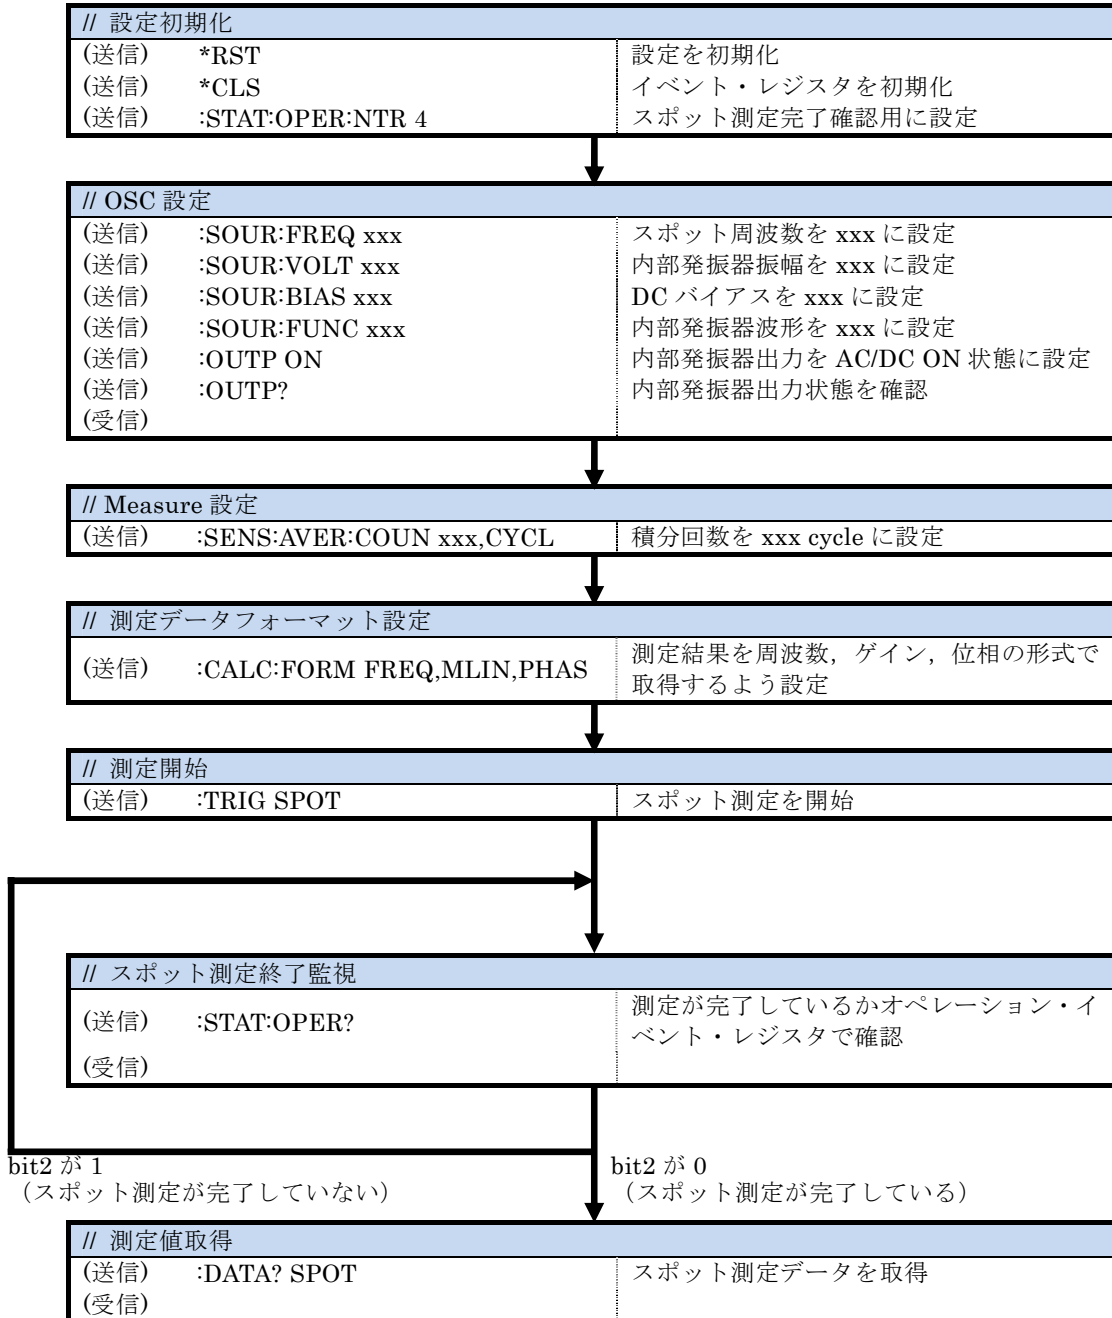 // 設定初期化
(送信) *RST 設定を初期化
(送信) *CLS イベント・レジスタを初期化
(送信) :STAT:OPER:NTR 4 スポット測定完了確認用に設定
// OSC 設定
(送信) :SOUR:FREQ xxx スポット周波数を xxx に設定
(送信) :SOUR:VOLT xxx 内部発振器振幅を xxx に設定
(送信) :SOUR:BIAS xxx DC バイアスを xxx に設定
(送信) :SOUR:FUNC xxx 内部発振器波形を xxx に設定
(送信) :OUTP ON 内部発振器出力を AC/DC ON 状態に設定
(送信) :OUTP? 内部発振器出力状態を確認
(受信)
// Measure 設定
(送信) :SENS:AVER:COUN xxx,CYCL 積分回数を xxx cycle に設定
// 測定データフォーマット設定
(送信) :CALC:FORM FREQ,MLIN,PHAS 測定結果を周波数，ゲイン，位相の形式で
取得するよう設定
// 測定開始
(送信) :TRIG SPOT スポット測定を開始
// スポット測定終了監視
(送信) :STAT:OPER? 測定が完了しているかオペレーション・イ
ベント・レジスタで確認
(受信)
bit2 が 1 bit2 が 0
（スポット測定が完了していない） （スポット測定が完了している）
// 測定値取得
(送信) :DATA? SPOT スポット測定データを取得
(受信)